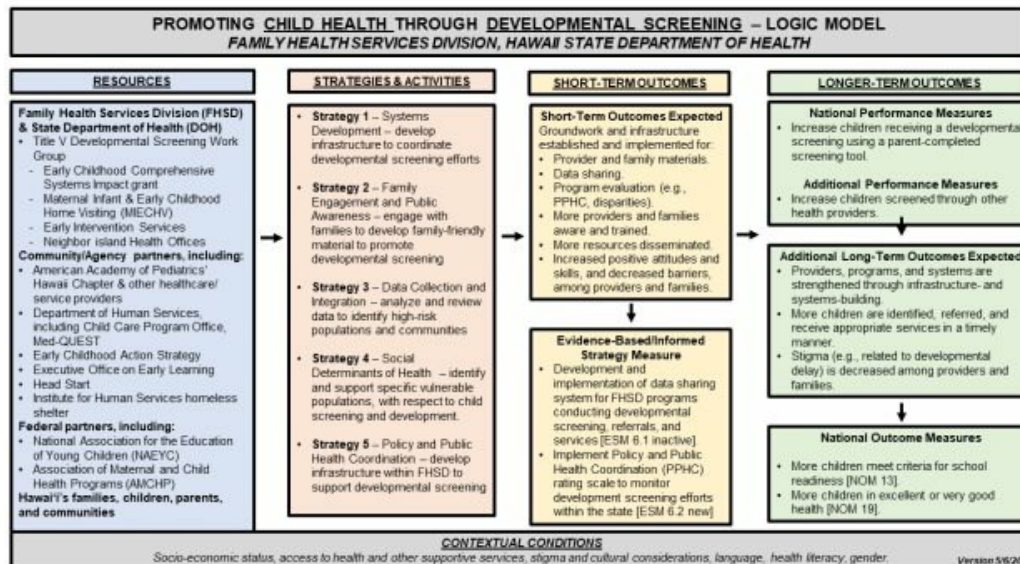 PROMOTING CHILD HEALTH THROUGH DEVELOPMENTAL SCREENING – LOGIC MODEL
FAMILY HEALTH SERVICES DIVISION, HAWAII STATE DEPARTMENT OF HEALTH
RESOURCES
Family Health Services Division (FHSD)
& State Department of Health (DOH)
• Title V Developmental Screening Work
Group
- Early Childhood Comprehensive
Systems Impact grant
- Maternal Infant & Early Childhood
Home Visiting (MIECHV)
- Early Intervention Services
- Neighbor island Health Offices
Community/Agency partners, including:
• American Academy of Pediatrics'
Hawaii Chapter & other healthcare/
service providers
• Department of Human Services,
including Child Care Program Office,
Med-QUEST
• Early Childhood Action Strategy
• Executive Office on Early Learning
• Head Start
• Institute for Human Services homeless
shelter
Federal partners, including:
• National Association for the Education
of Young Children (NAEYC)
• Association of Maternal and Child
Health Programs (AMCHP)
Hawai'i's families, children, parents,
and communities
STRATEGIES & ACTIVITIES
• Strategy 1 – Systems
Development – develop
infrastructure to coordinate
developmental screening efforts
• Strategy 2 – Family
Engagement and Public
Awareness – engage with
families to develop family-friendly
material to promote
developmental screening
• Strategy 3 – Data Collection and
Integration – analyze and review
data to identify high-risk
populations and communities
• Strategy 4 – Social
Determinants of Health – identify
and support specific vulnerable
populations, with respect to child
screening and development.
• Strategy 5 – Policy and Public
Health Coordination – develop
infrastructure within FHSD to
support developmental screening
SHORT-TERM OUTCOMES
Short-Term Outcomes Expected
Groundwork and infrastructure
established and implemented for:
• Provider and family materials.
• Data sharing.
• Program evaluation (e.g.,
PPHC, disparities).
• More providers and families
aware and trained.
• More resources disseminated.
• Increased positive attitudes and
skills, and decreased barriers,
among providers and families.
Evidence-Based/Informed
Strategy Measure
• Development and
implementation of data sharing
system for FHSD programs
conducting developmental
screening, referrals, and
services [ESM 6.1 inactive].
• Implement Policy and Public
Health Coordination (PPHC)
rating scale to monitor
development screening efforts
within the state [ESM 6.2 new]
LONGER-TERM OUTCOMES
National Performance Measures
• Increase children receiving a developmental
screening using a parent-completed
screening tool.
Additional Performance Measures
• Increase children screened through other
health providers.
Additional Long-Term Outcomes Expected
• Providers, programs, and systems are
strengthened through infrastructure- and
systems-building.
• More children are identified, referred, and
receive appropriate services in a timely
manner.
• Stigma (e.g., related to developmental
delay) is decreased among providers and
families.
National Outcome Measures
• More children meet criteria for school
readiness [NOM 13].
• More children in excellent or very good
health [NOM 19].
CONTEXTUAL CONDITIONS
Socio-economic status, access to health and other supportive services, stigma and cultural considerations, language, health literacy, gender.
Version